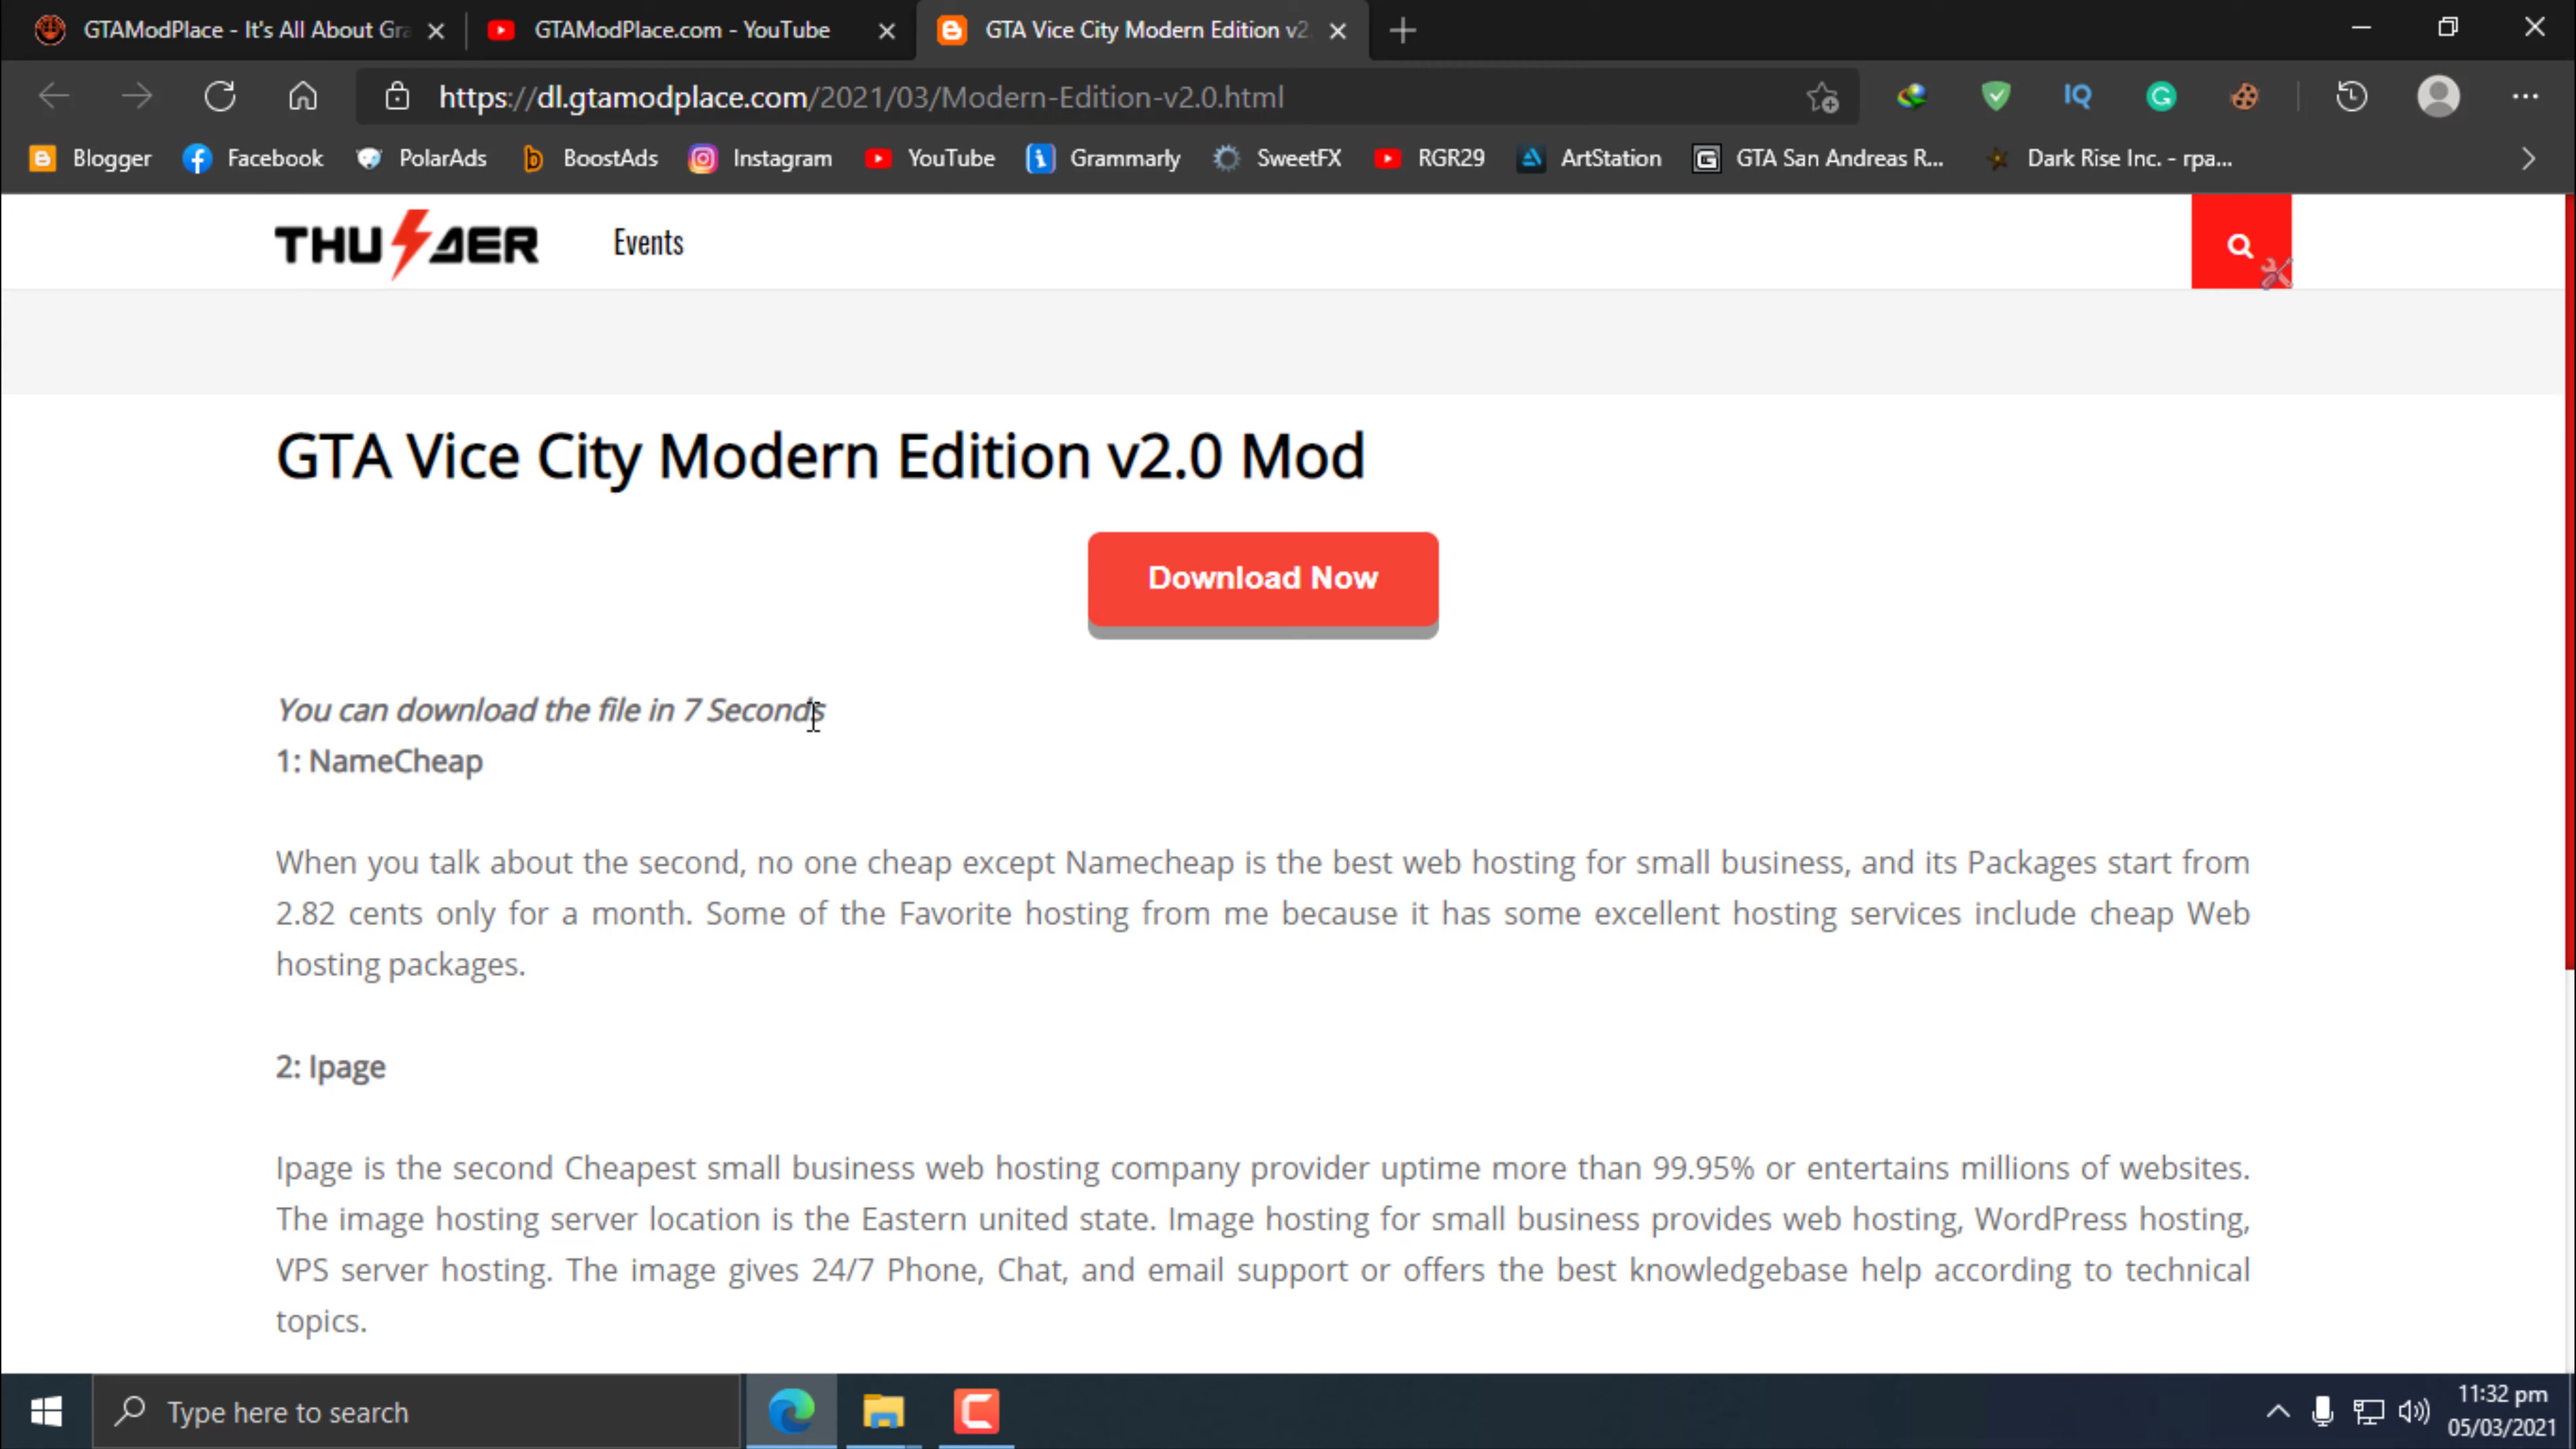 GTAModPlace - It's All About Gra
GTAModPlace.com - YouTube
GTA Vice City Modern Edition v2
https://dl.gtamodplace.com/2021/03/Modern-Edition-v2.0.html
IQ
Blogger
Facebook
PolarAds
BoostAds
Instagram
YouTube
Grammarly
SweetFX
RGR29
ArtStation
GTA San Andreas R...
Dark Rise Inc. - rpa...
THUNDER
Events
GTA Vice City Modern Edition v2.0 Mod
Download Now
You can download the file in 7 Seconds
1: NameCheap
When you talk about the second, no one cheap except Namecheap is the best web hosting for small business, and its Packages start from
2.82 cents only for a month. Some of the Favorite hosting from me because it has some excellent hosting services include cheap Web
hosting packages.
2: Ipage
Ipage is the second Cheapest small business web hosting company provider uptime more than 99.95% or entertains millions of websites.
The image hosting server location is the Eastern united state. Image hosting for small business provides web hosting, WordPress hosting,
VPS server hosting. The image gives 24/7 Phone, Chat, and email support or offers the best knowledgebase help according to technical
topics.
Type here to search
11:32 pm
05/03/2021